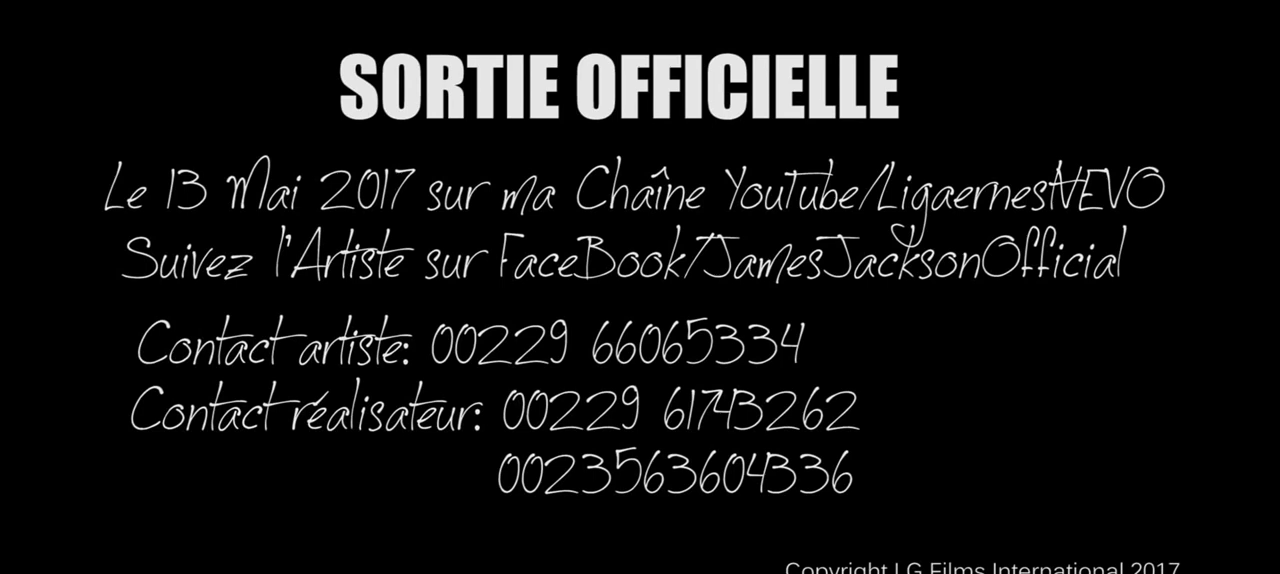 SORTIE OFFICIELLE
Le 13 Mai 2017 sur ma Chaîne YouTube/LigaernestVEVO
Suivez l'Artiste sur FaceBook/JamesJacksonOfficial
Contact artiste: 00229 66065334
Contact réalisateur: 00229 61743262
0023563604336
Copyright LG Films International 2017